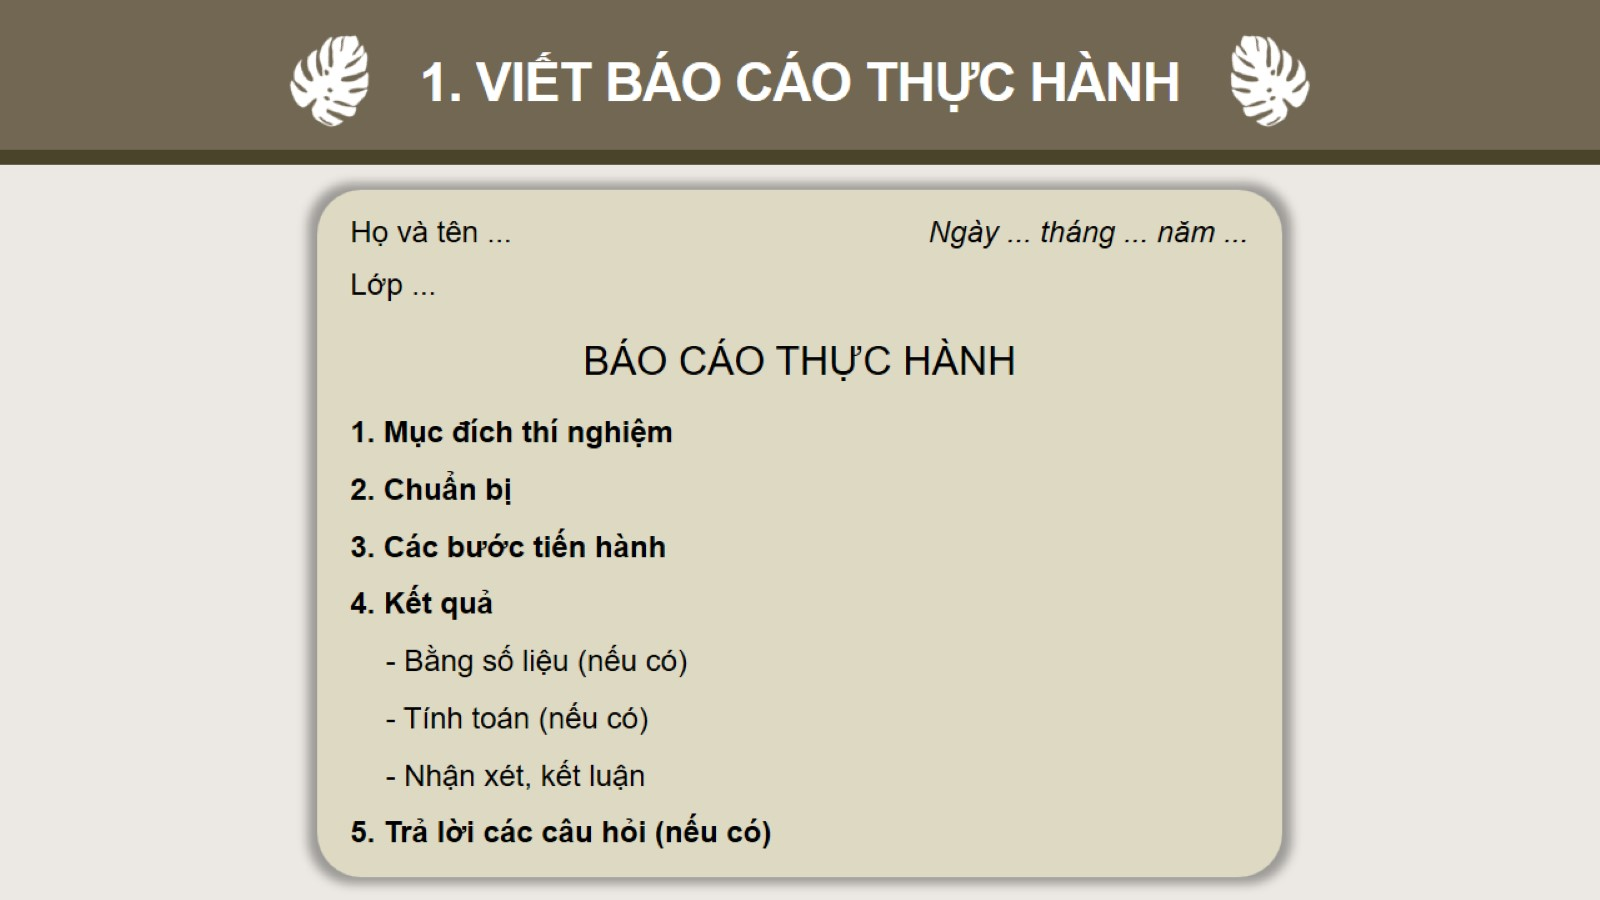 1. VIẾT BÁO CÁO THỰC HÀNH
Họ và tên ... Ngày ... tháng ... năm ...
Lớp ...
BÁO CÁO THỰC HÀNH
1. Mục đích thí nghiệm
2. Chuẩn bị
3. Các bước tiến hành
4. Kết quả
- Bằng số liệu (nếu có)
- Tính toán (nếu có)
- Nhận xét, kết luận
5. Trả lời các câu hỏi (nếu có)